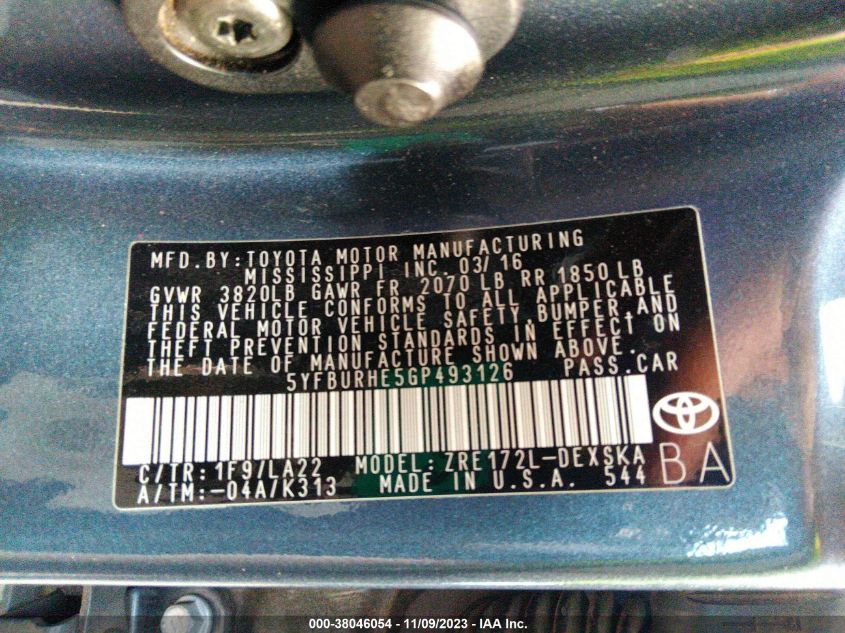 MFD.BY:TOYOTA MOTOR MANUFACTURING
MISSISSIPPI INC. 03/16
GVWR 3820LB GAWR FR 2070 LB RR 1850LB
THIS VEHICLE CONFORMS TO ALL APPLICABLE
FEDERAL MOTOR VEHICLE SAFETY,BUMPER,AND
THEFT PREVENTION STANDARDS IN EFFECT ON
THE DATE OF MANUFACTURE SHOWN ABOVE.
5YFBURHE5GP493126 PASS.CAR
C/TR:1F9/LA22 MODEL:ZRE172L-DEXSKA
A/TM:-04A/K313 MADE IN U.S.A. 544
BA
000-38046054 — 11/09/2023 — IAA Inc.